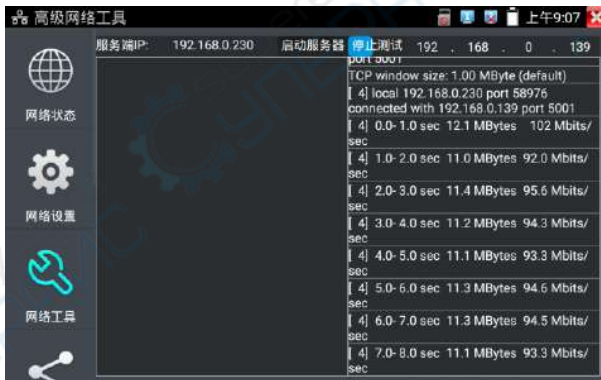 高级网络工具 上午9:07
服务端IP: 192.168.0.230 启动服务器 停止测试 192 . 168 . 0 . 139
网络状态
网络设置
网络工具
port 5001
TCP window size: 1.00 MByte (default)
[ 4] local 192.168.0.230 port 58976
connected with 192.168.0.139 port 5001
[ 4] 0.0- 1.0 sec 12.1 MBytes 102 Mbits/
sec
[ 4] 1.0- 2.0 sec 11.0 MBytes 92.0 Mbits/
sec
[ 4] 2.0- 3.0 sec 11.4 MBytes 95.6 Mbits/
sec
[ 4] 3.0- 4.0 sec 11.2 MBytes 94.3 Mbits/
sec
[ 4] 4.0- 5.0 sec 11.1 MBytes 93.3 Mbits/
sec
[ 4] 5.0- 6.0 sec 11.3 MBytes 94.6 Mbits/
sec
[ 4] 6.0- 7.0 sec 11.3 MBytes 94.5 Mbits/
sec
[ 4] 7.0- 8.0 sec 11.1 MBytes 93.3 Mbits/
sec